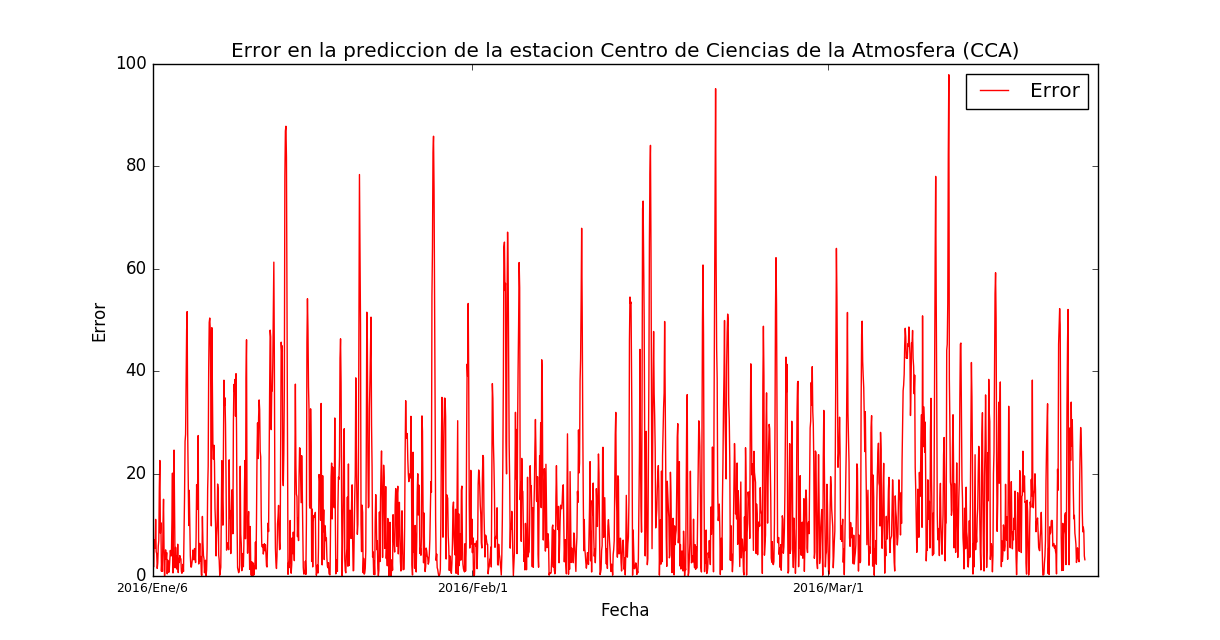 Error en la prediccion de la estacion Centro de Ciencias de la Atmosfera (CCA)
Error
100
80
60
40
20
0
Error
2016/Ene/6
2016/Feb/1
2016/Mar/1
Fecha